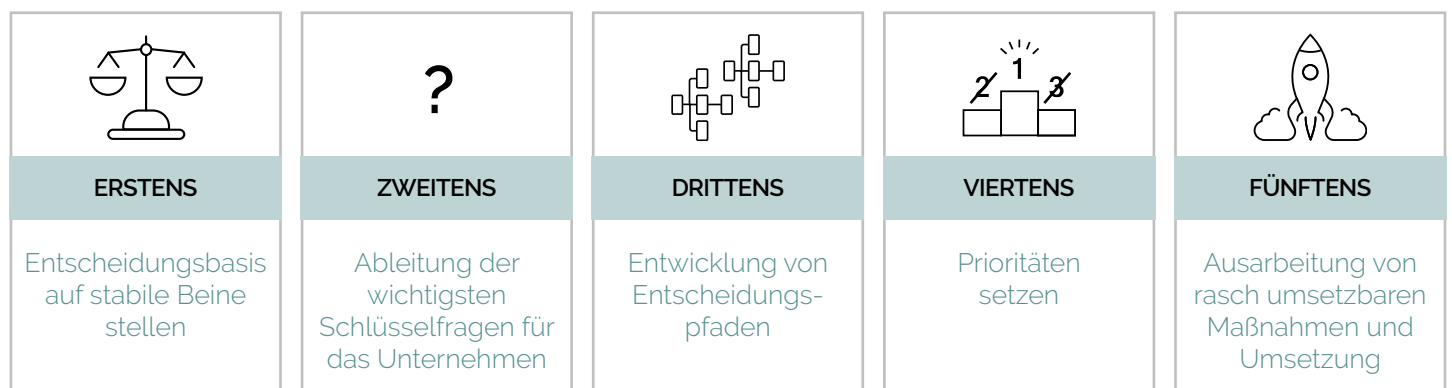 ?
2 1 3
ERSTENS
ZWEITENS
DRITTENS
VIERTENS
FÜNFTENS
Entscheidungsbasis
auf stabile Beine
stellen
Ableitung der
wichtigsten
Schlüsselfragen für
das Unternehmen
Entwicklung von
Entscheidungs-
pfaden
Prioritäten
setzen
Ausarbeitung von
rasch umsetzbaren
Maßnahmen und
Umsetzung